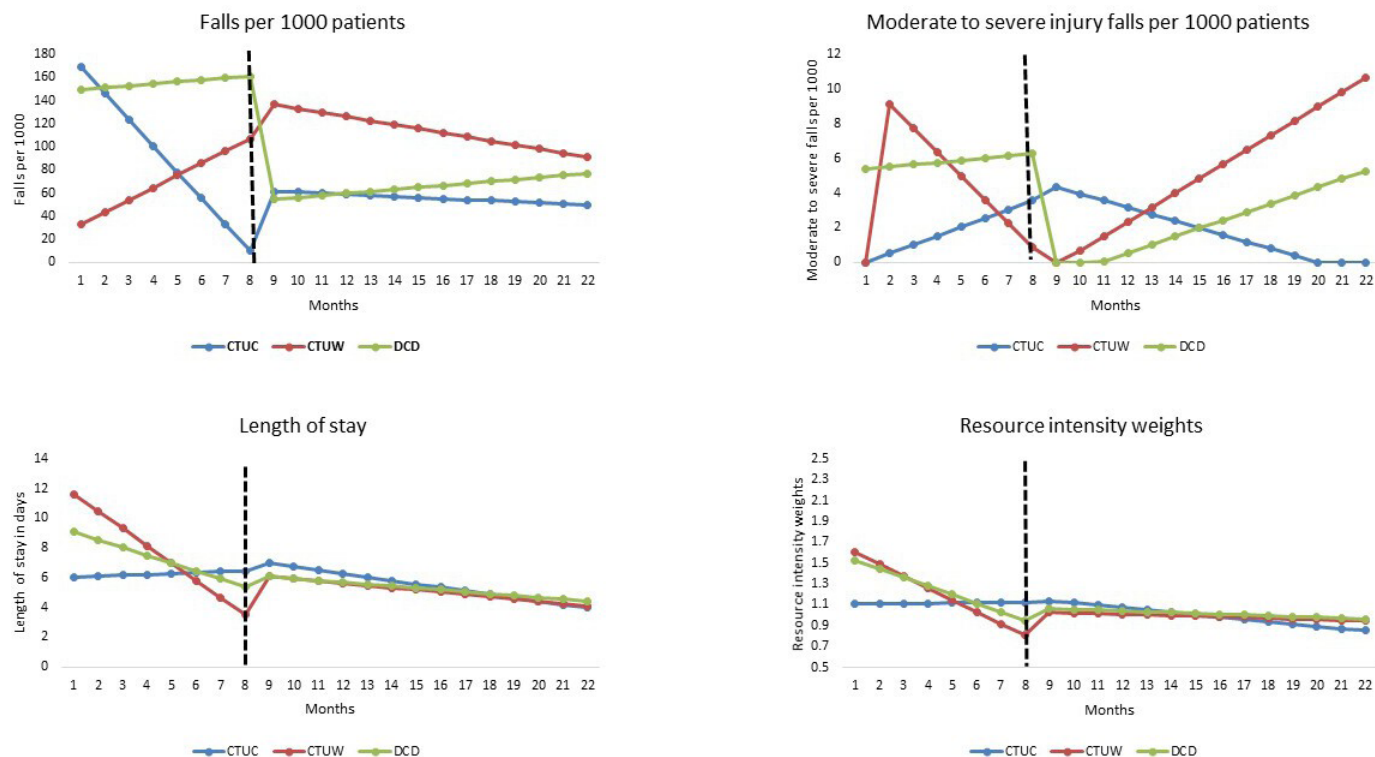 Falls per 1000 patients
Falls per 1000
180
160
140
120
100
80
60
40
20
0
1 2 3 4 5 6 7 8 9 10 11 12 13 14 15 16 17 18 19 20 21 22
Months
CTUC CTUW DCD
Moderate to severe injury falls per 1000 patients
Moderate to severe falls per 1000
12
10
8
6
4
2
0
1 2 3 4 5 6 7 8 9 10 11 12 13 14 15 16 17 18 19 20 21 22
Months
CTUC CTUW DCD
Length of stay
Length of stay in days
14
12
10
8
6
4
2
0
1 2 3 4 5 6 7 8 9 10 11 12 13 14 15 16 17 18 19 20 21 22
Months
CTUC CTUW DCD
Resource intensity weights
Resource intensity weights
2.5
2.3
2.1
1.9
1.7
1.5
1.3
1.1
0.9
0.7
0.5
1 2 3 4 5 6 7 8 9 10 11 12 13 14 15 16 17 18 19 20 21 22
Months
CTUC CTUW DCD